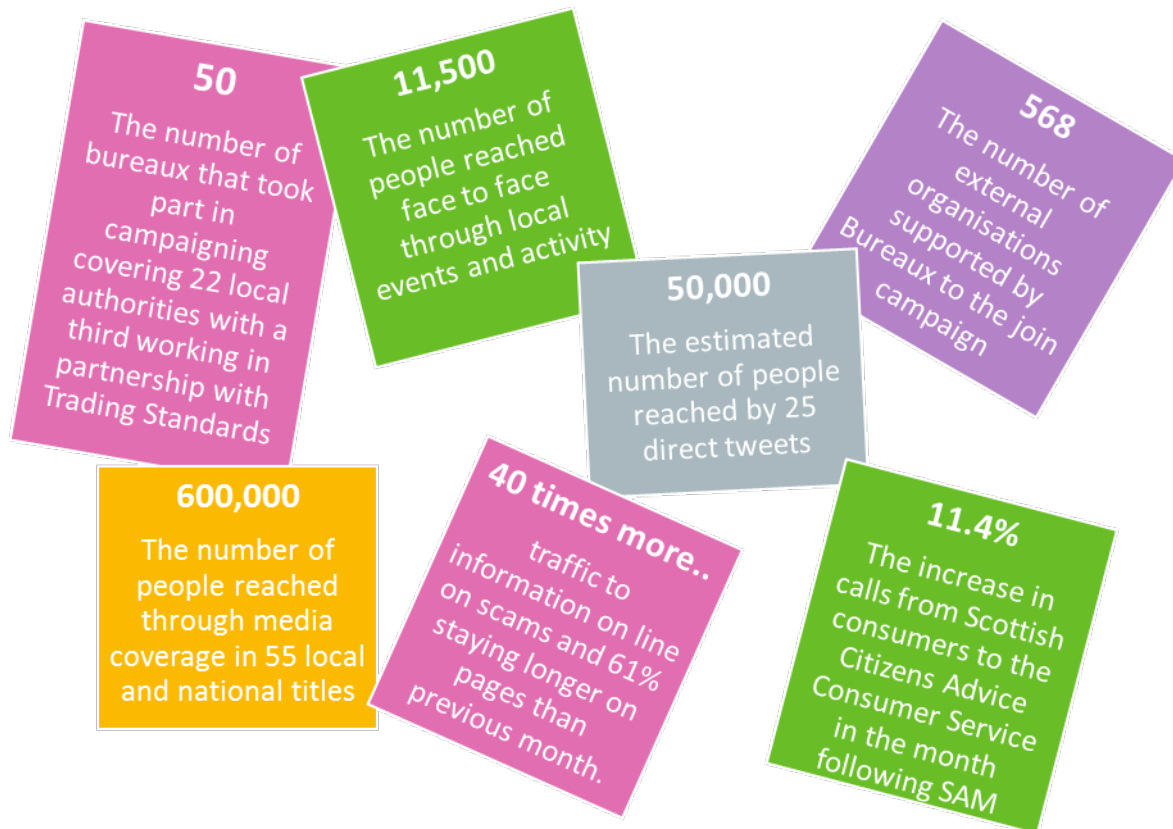 50
The number of
bureaux that took
part in
campaigning
covering 22 local
authorities with a
third working in
partnership with
Trading Standards
11,500
The number of
people reached
face to face
through local
events and activity
568
The number of
external
organisations
supported by
Bureaux to the join
campaign
50,000
The estimated
number of people
reached by 25
direct tweets
600,000
The number of
people reached
through media
coverage in 55 local
and national titles
40 times more..
traffic to
information on line
on scams and 61%
staying longer on
pages than
previous month.
11.4%
The increase in
calls from Scottish
consumers to the
Citizens Advice
Consumer Service
in the month
following SAM